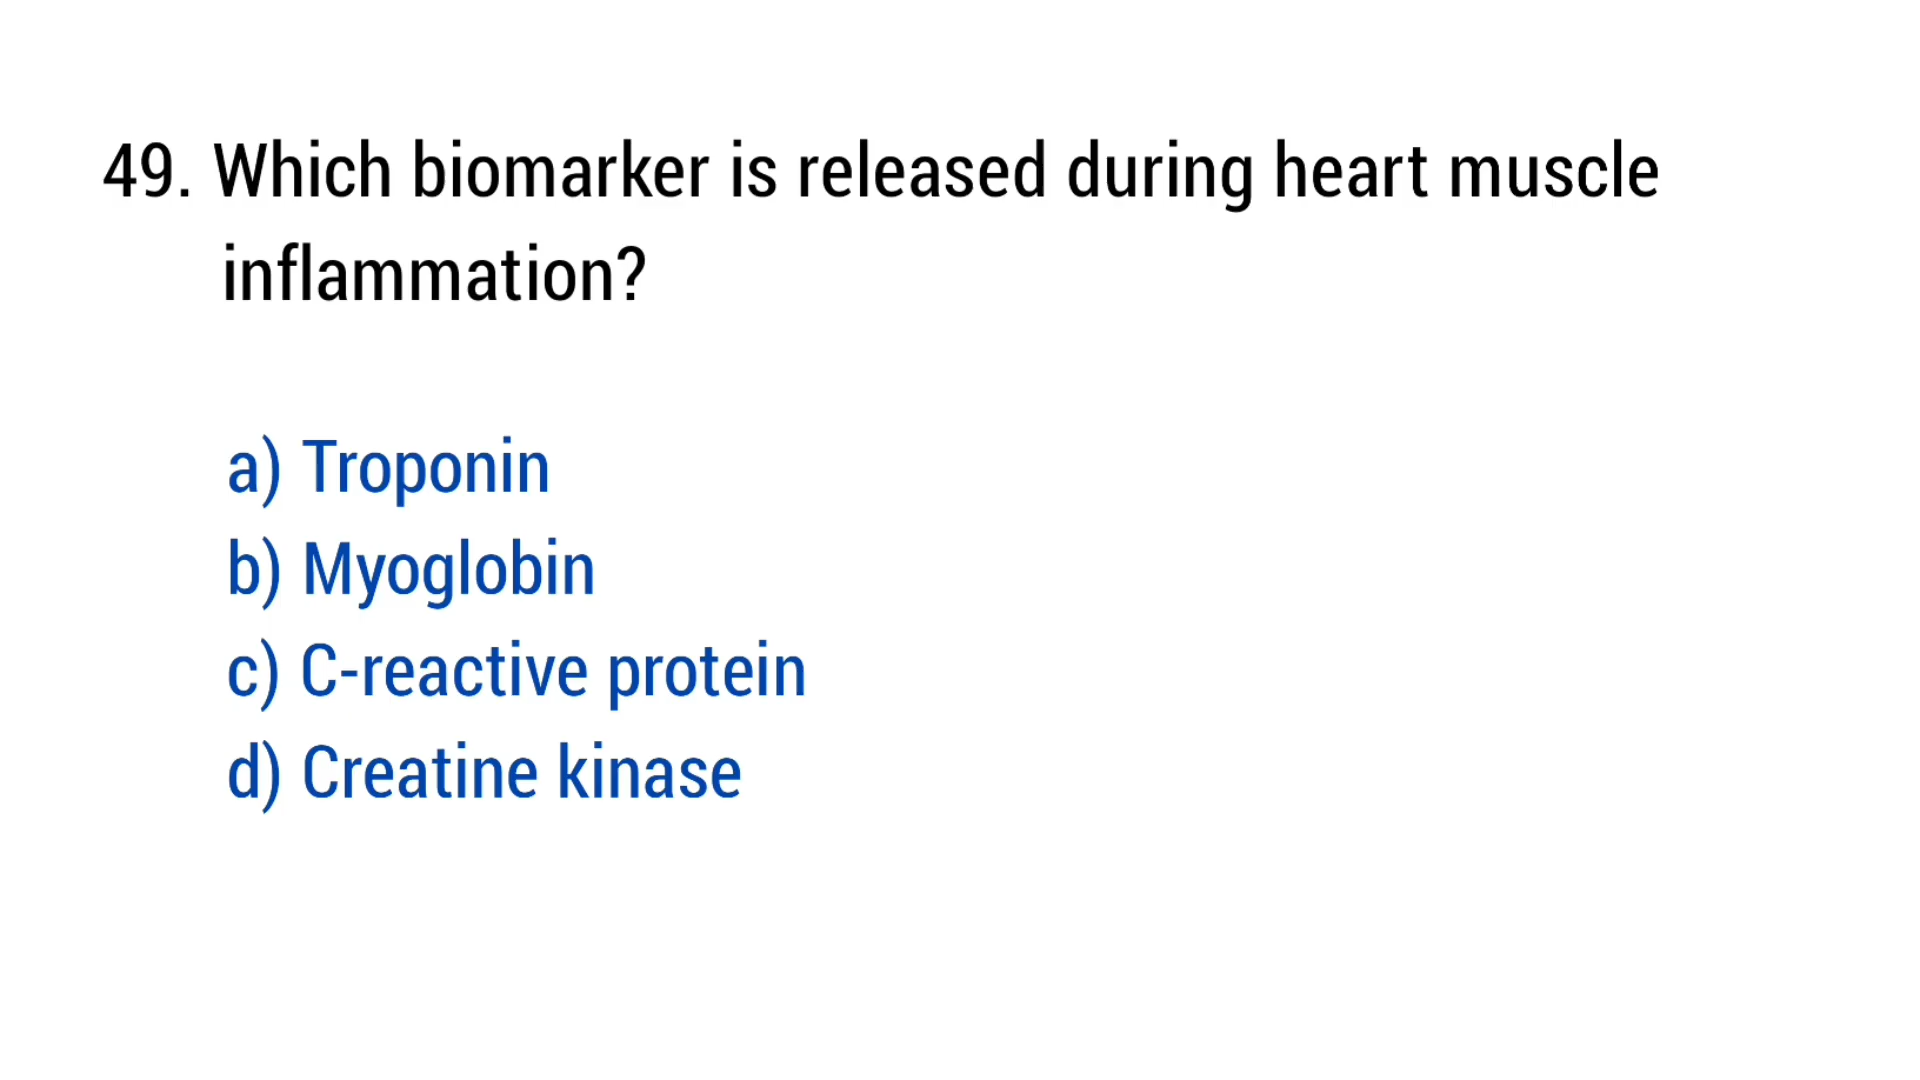 49. Which biomarker is released during heart muscle
inflammation?
a) Troponin
b) Myoglobin
c) C-reactive protein
d) Creatine kinase